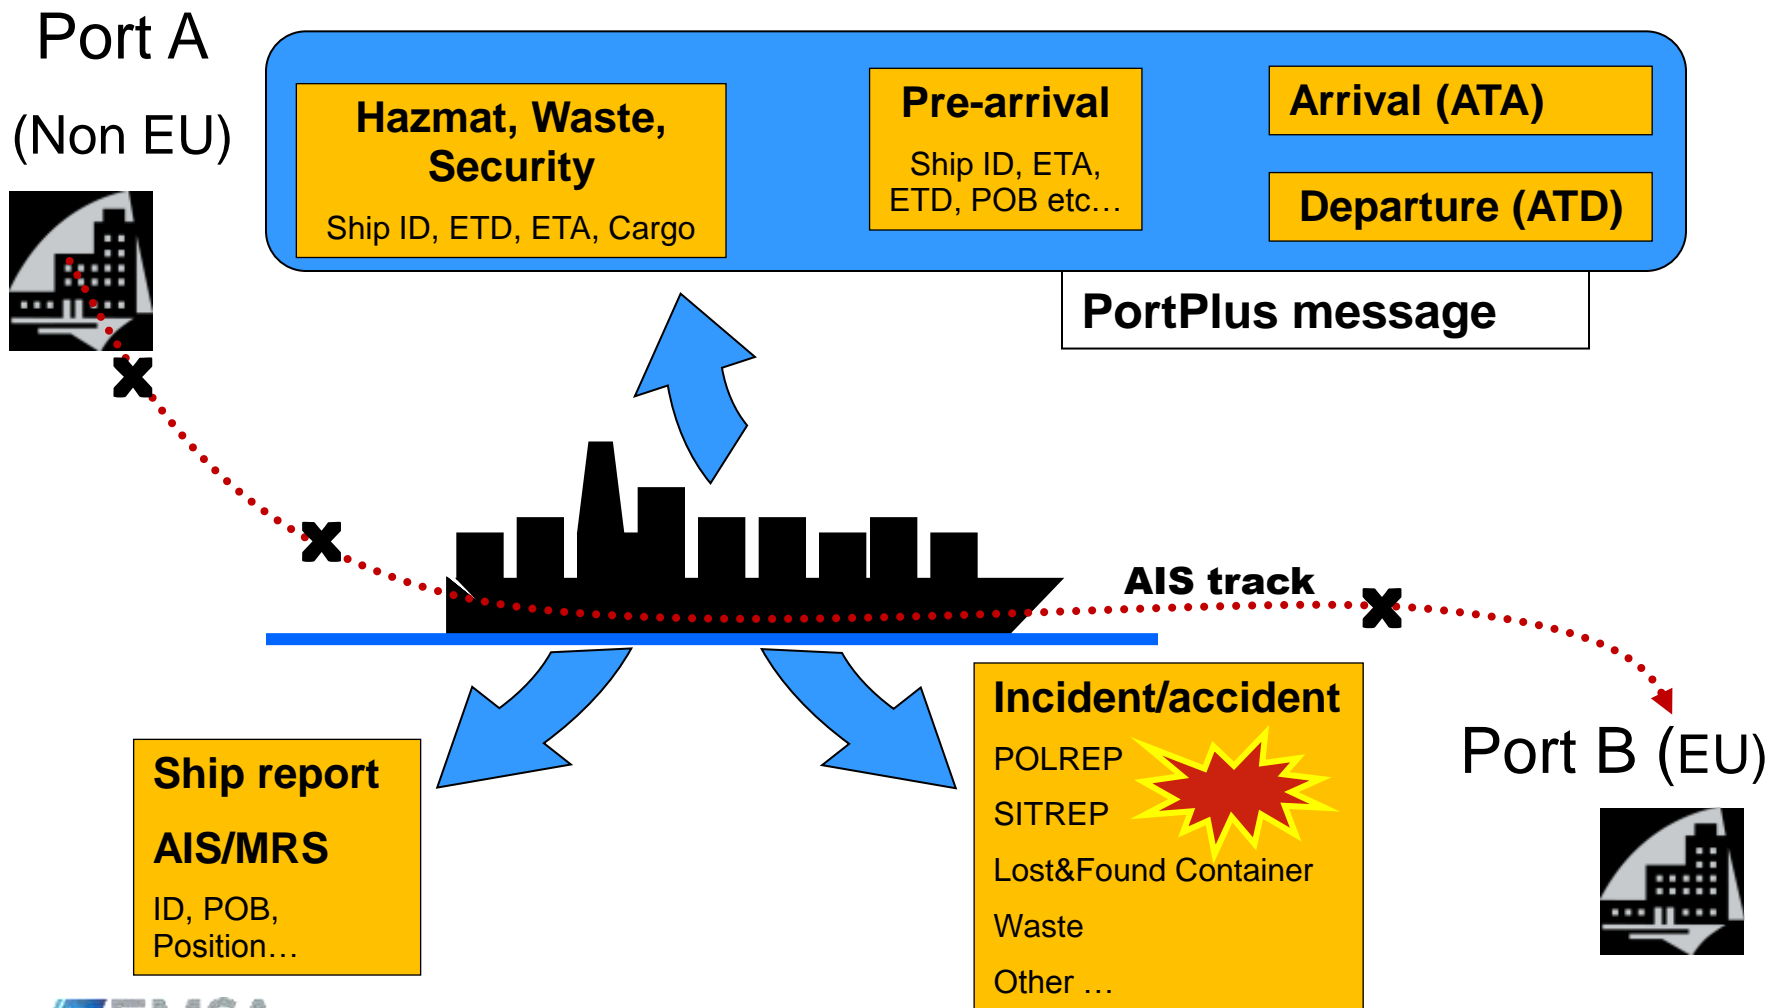 Port A
(Non EU)
Hazmat, Waste,
Security
Ship ID, ETD, ETA, Cargo
Pre-arrival
Ship ID, ETA,
ETD, POB etc…
Arrival (ATA)
Departure (ATD)
PortPlus message
AIS track
Ship report
AIS/MRS
ID, POB,
Position…
Incident/accident
POLREP
SITREP
Lost&Found Container
Waste
Other …
Port B (EU)
EMSA